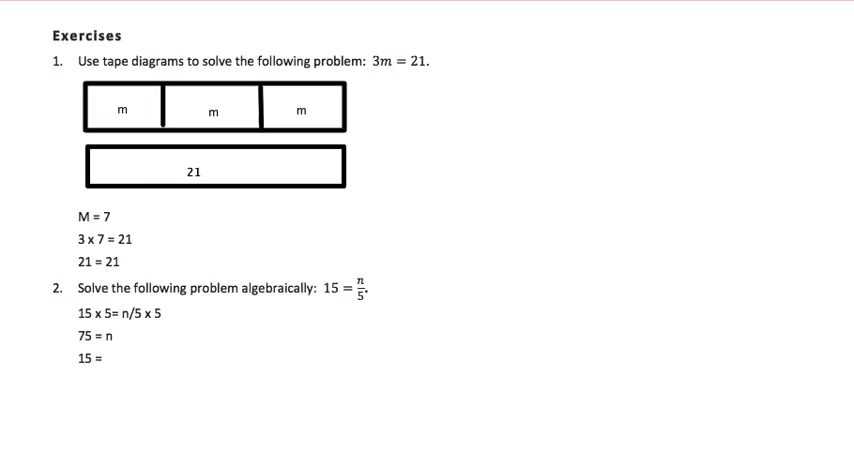 Exercises
1. Use tape diagrams to solve the following problem: 3m = 21.
m m m
21
M = 7
3 x 7 = 21
21 = 21
2. Solve the following problem algebraically: 15 = n/5.
15 x 5= n/5 x 5
75 = n
15 =